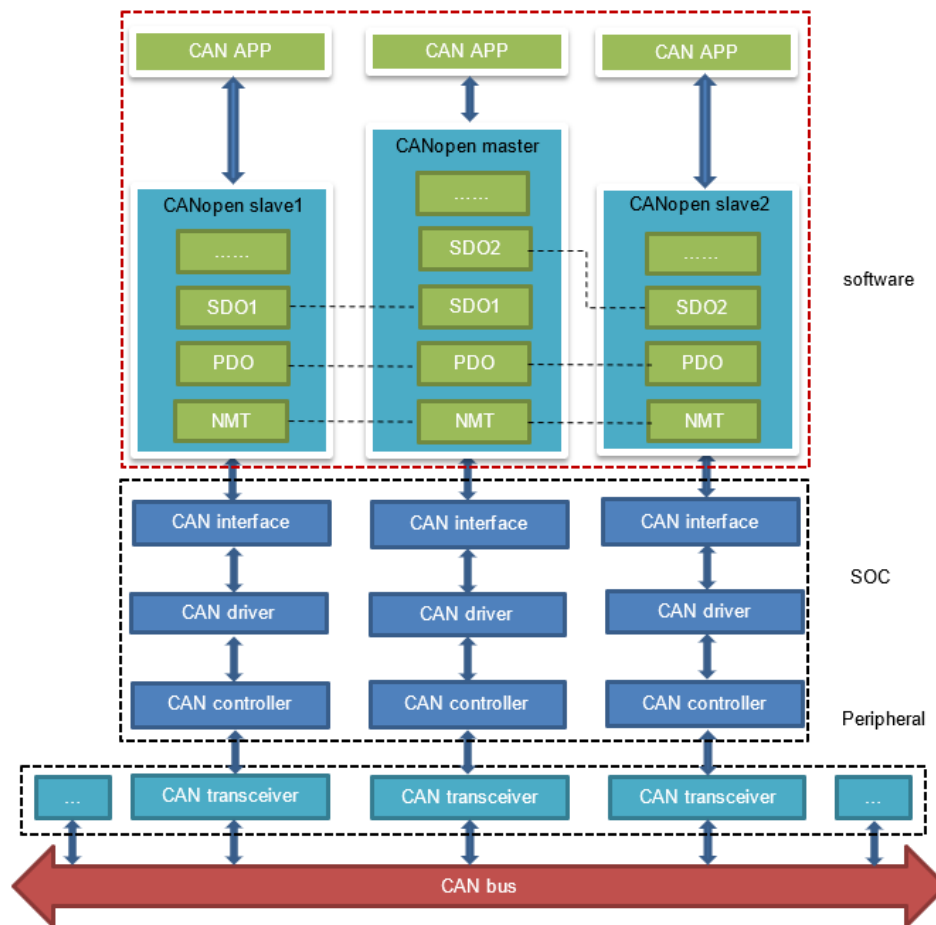 CAN APP
CAN APP
CAN APP
CANopen master
CANopen slave1
CANopen slave2
......
......
......
SDO2
SDO1
SDO1
SDO2
PDO
PDO
PDO
NMT
NMT
NMT
software
CAN interface
CAN interface
CAN interface
SOC
CAN driver
CAN driver
CAN driver
CAN controller
CAN controller
CAN controller
Peripheral
...
CAN transceiver
CAN transceiver
CAN transceiver
...
CAN bus